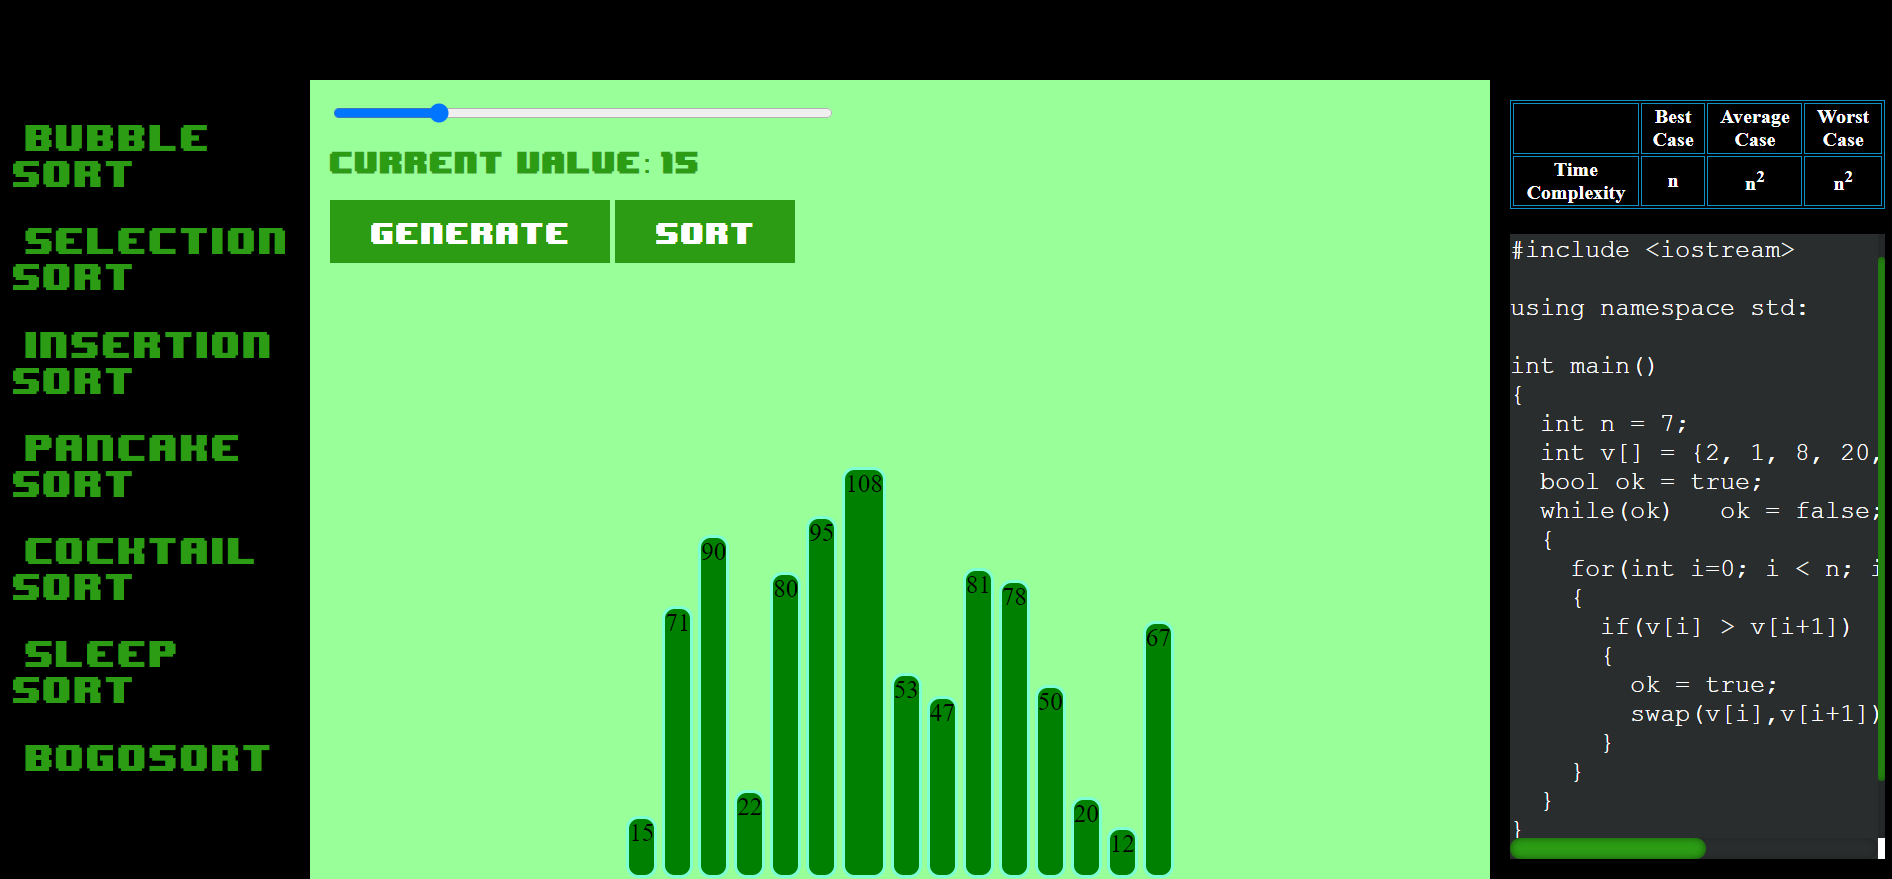 BUBBLE
SORT
SELECTION
SORT
INSERTION
SORT
PANCAKE
SORT
COCKTAIL
SORT
SLEEP
SORT
BOGOSORT
CURRENT VALUE: 15
GENERATE SORT
15 71 90 22 80 95 108 53 47 81 78 50 20 12 67
Best Case Average Case Worst Case
Time Complexity n n² n²
#include <iostream>
using namespace std:
int main()
{
int n = 7;
int v[] = {2, 1, 8, 20,
bool ok = true;
while(ok) ok = false;
{
for(int i=0; i < n; i
{
if(v[i] > v[i+1])
{
ok = true;
swap(v[i],v[i+1])
}
}
}
}